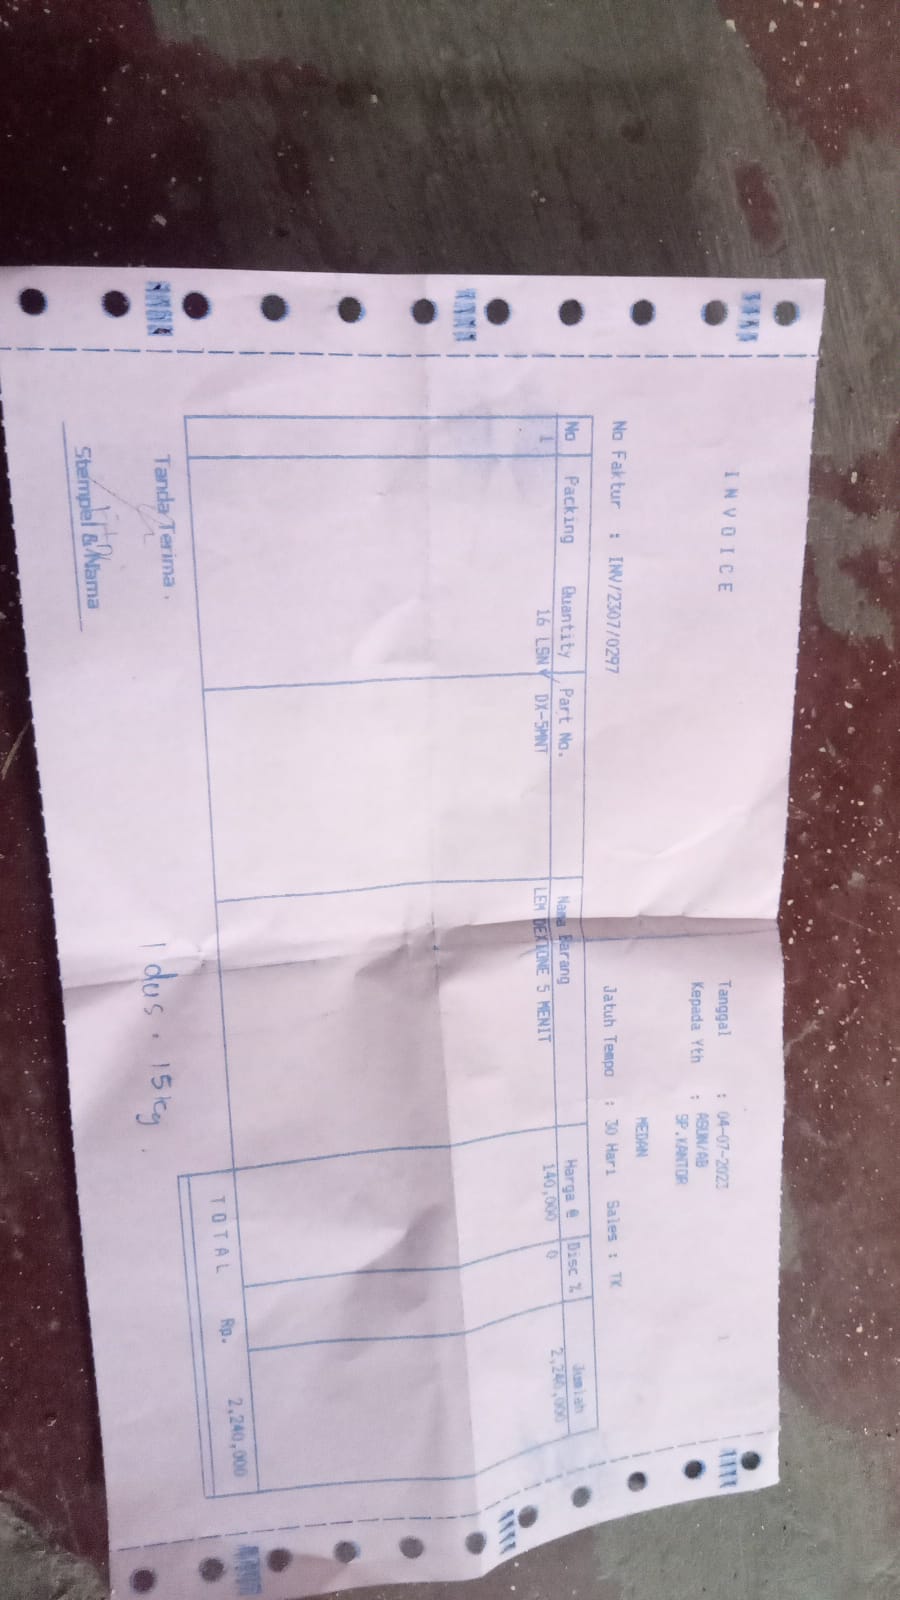 INVOICE
Tanggal : 04-07-2023 1
Kepada Yth : ASUN/AB
SP.KANTOR
MEDAN
No Faktur : INV/2307/0297 Jatuh Tempo : 30 Hari Sales : TK
No Packing Quantity Part No. Nama Barang Harga @ Disc % Jumlah
1 16 LSN DX-5MNT LEM DEXTONE 5 MENIT 140,000 0 2,240,000
TOTAL Rp. 2,240,000
Tanda Terima,
1 dus : 15kg
Stempel & Nama